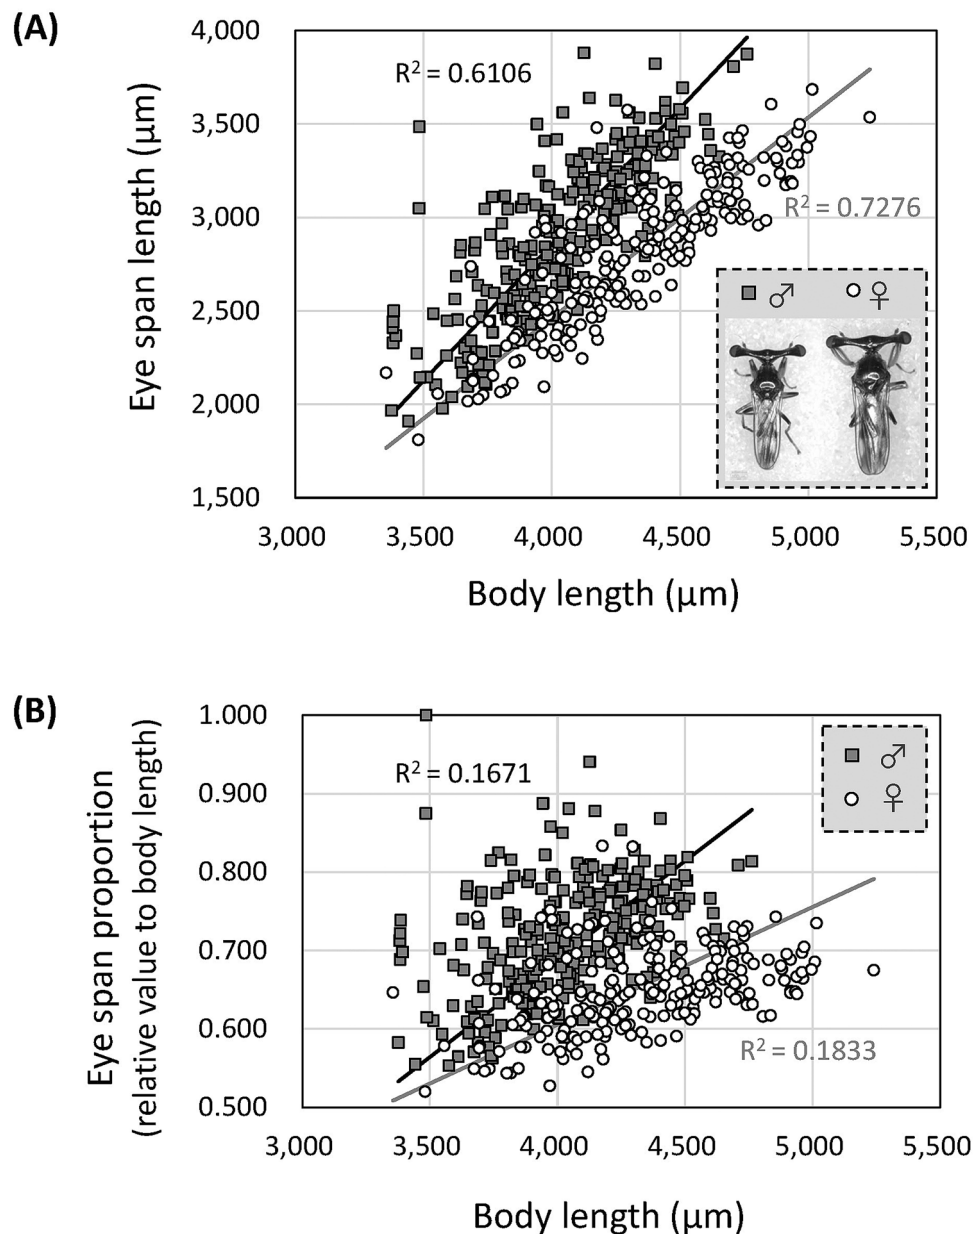 (A)
Eye span length (µm)
4,000
3,500
3,000
2,500
2,000
1,500
R² = 0.6106
R² = 0.7276
♂ ♀
3,000 3,500 4,000 4,500 5,000 5,500
Body length (µm)
(B)
Eye span proportion
(relative value to body length)
1.000
0.900
0.800
0.700
0.600
0.500
R² = 0.1671
♂
♀
R² = 0.1833
3,000 3,500 4,000 4,500 5,000 5,500
Body length (µm)